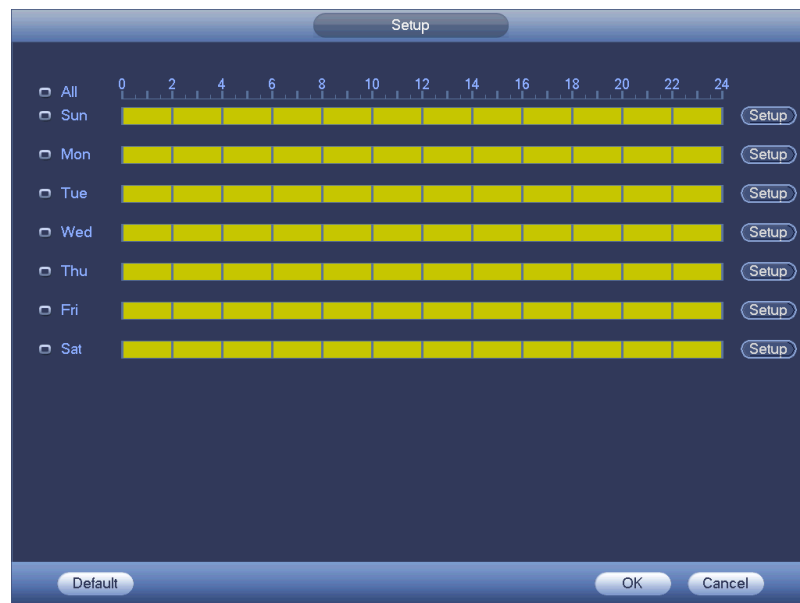 Setup
All 0 2 4 6 8 10 12 14 16 18 20 22 24
Sun Setup
Mon Setup
Tue Setup
Wed Setup
Thu Setup
Fri Setup
Sat Setup
Default OK Cancel